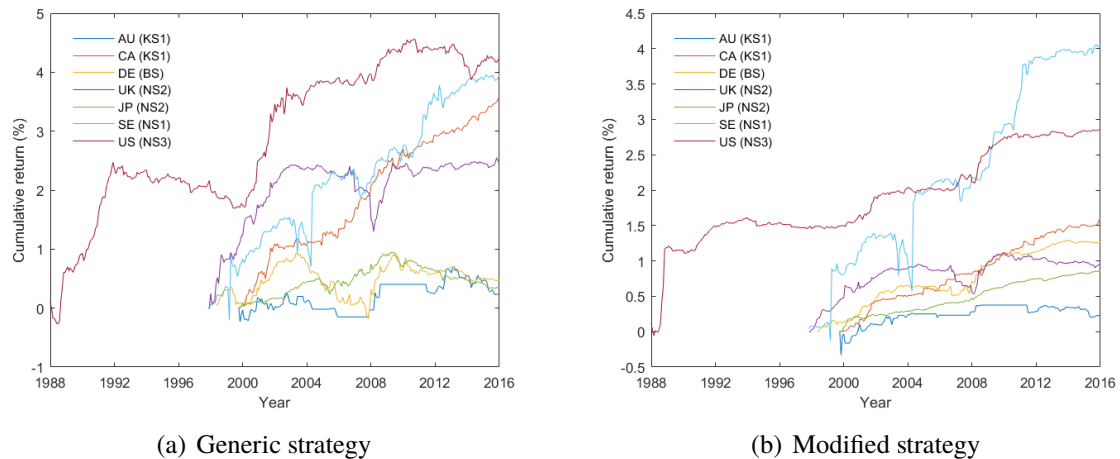 5
4
3
2
1
0
-1
Cumulative return (%)
AU (KS1)
CA (KS1)
DE (BS)
UK (NS2)
JP (NS2)
SE (NS1)
US (NS3)
1988 1992 1996 2000 2004 2008 2012 2016
Year
(a) Generic strategy
4.5
4
3.5
3
2.5
2
1.5
1
0.5
0
-0.5
Cumulative return (%)
AU (KS1)
CA (KS1)
DE (BS)
UK (NS2)
JP (NS2)
SE (NS1)
US (NS3)
1988 1992 1996 2000 2004 2008 2012 2016
Year
(b) Modified strategy